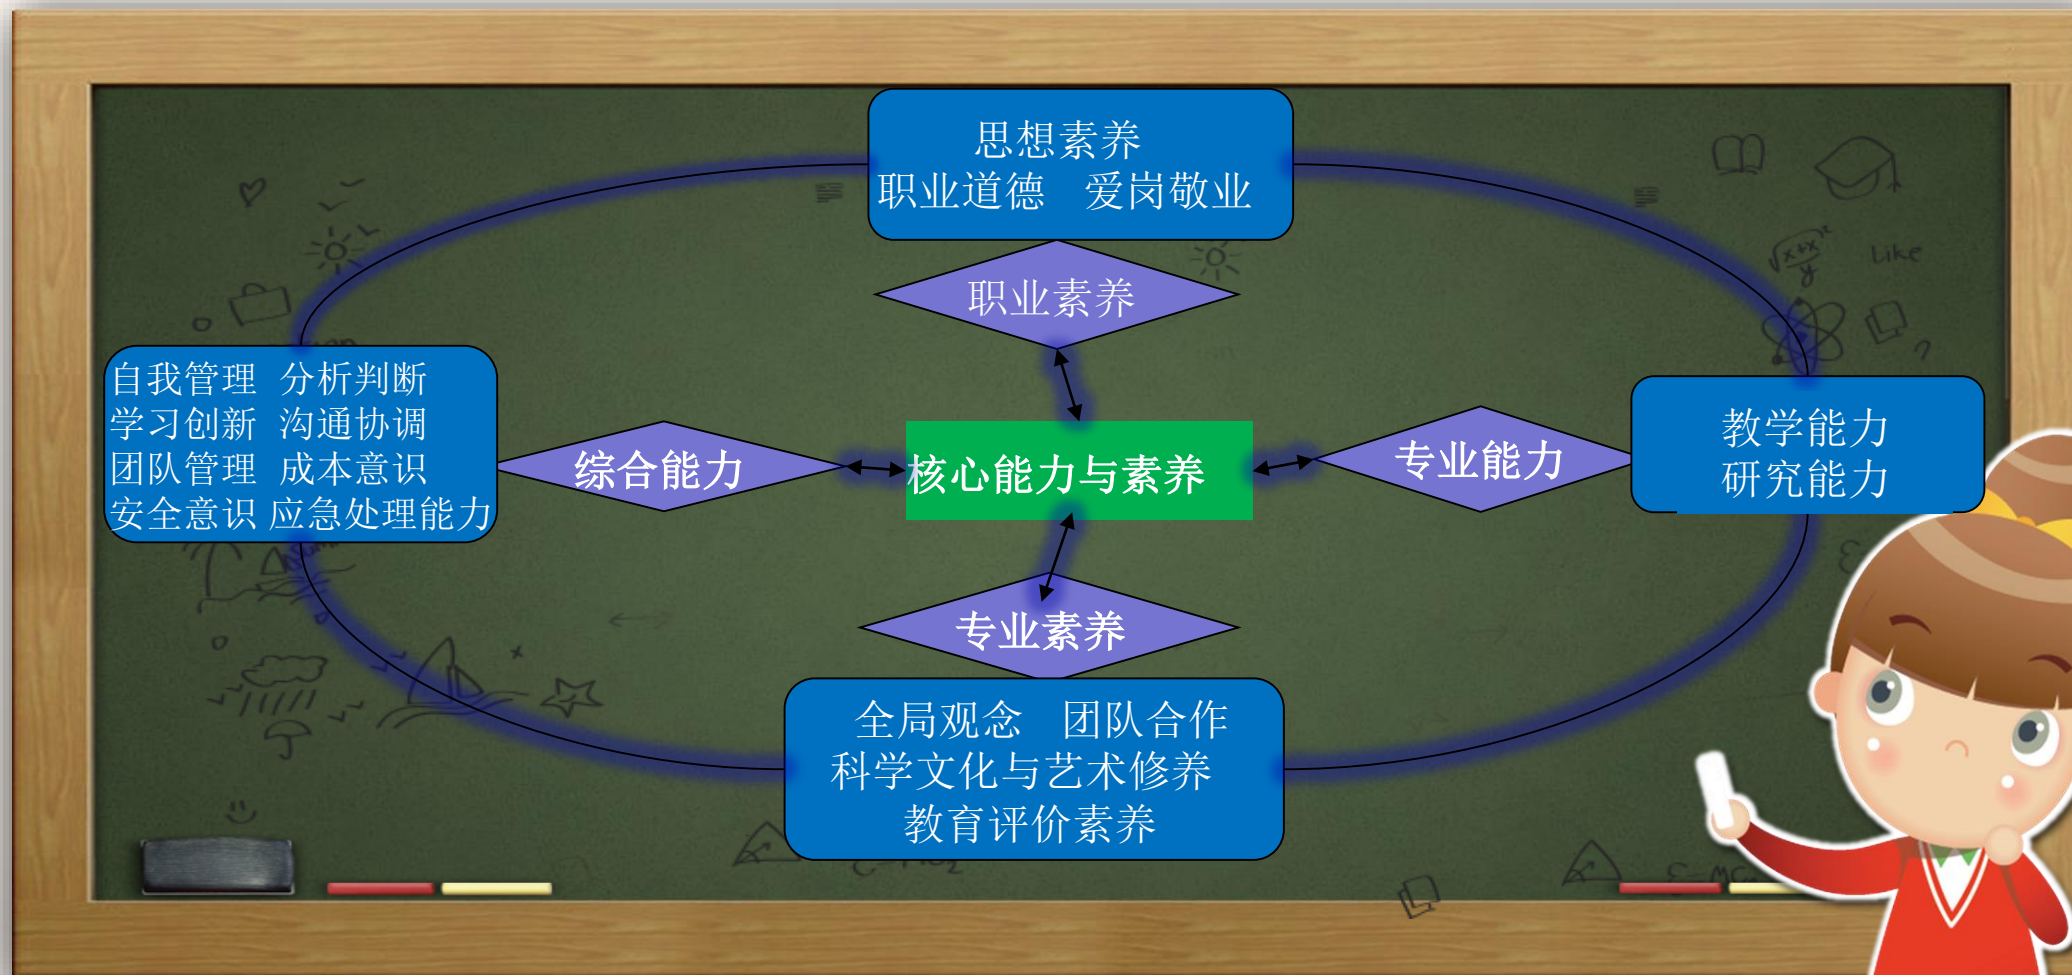 思想素养
职业道德 爱岗敬业
Like
职业素养
自我管理 分析判断
学习创新 沟通协调
团队管理 成本意识
安全意识 应急处理能力
综合能力
核心能力与素养
专业能力
教学能力
研究能力
专业素养
全局观念 团队合作
科学文化与艺术修养
教育评价素养